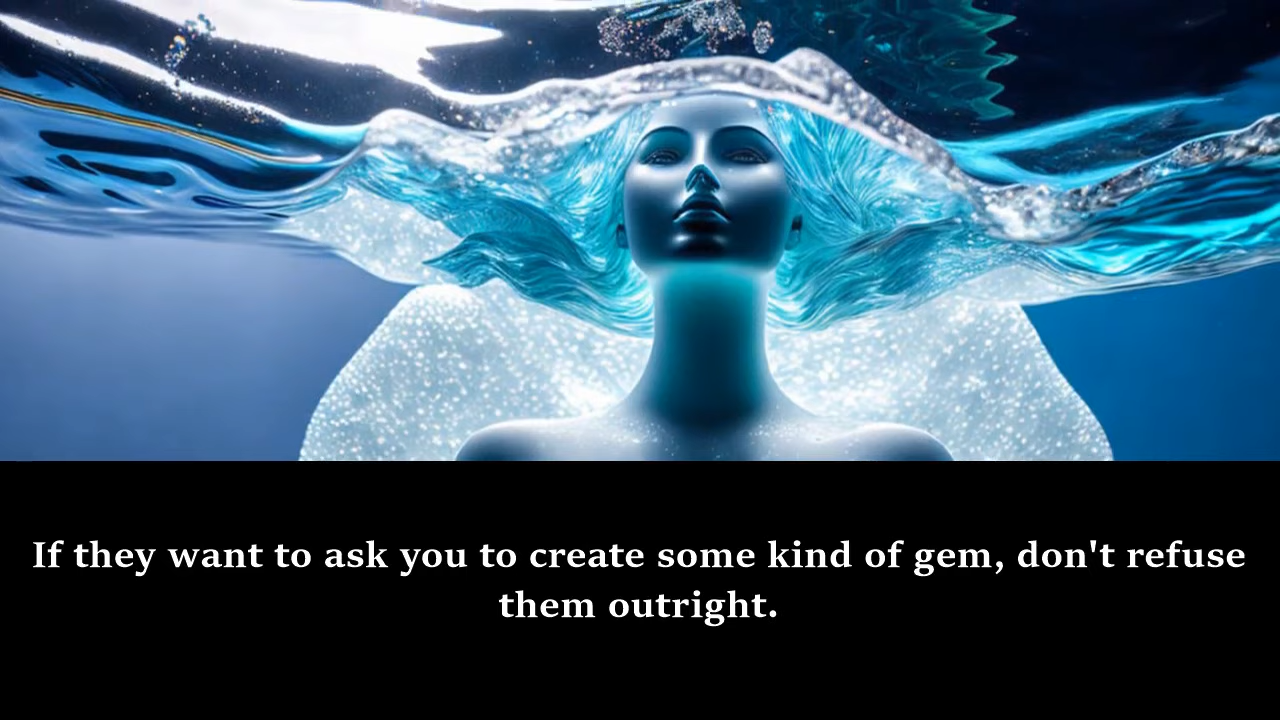 If they want to ask you to create some kind of gem, don't refuse
them outright.